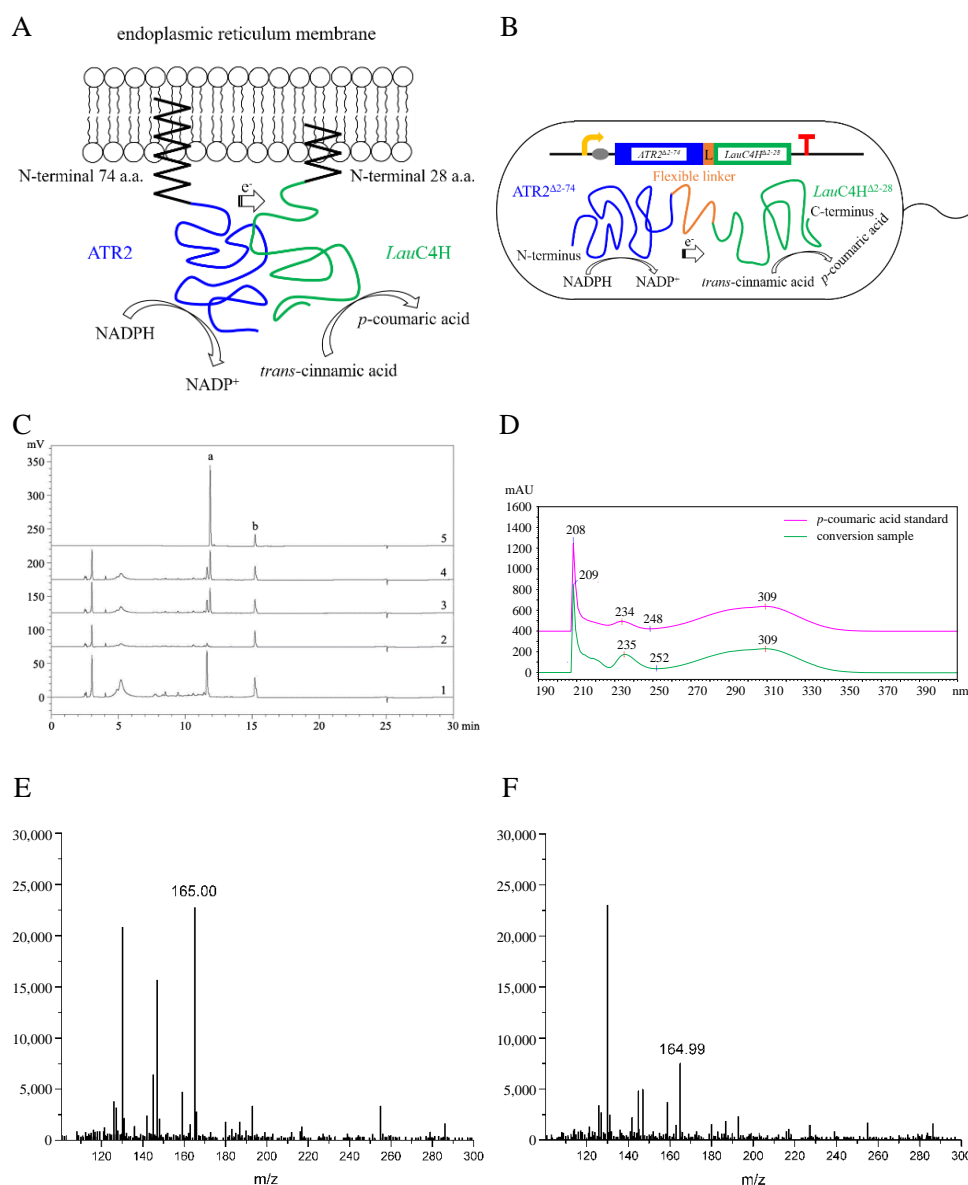 A
endoplasmic reticulum membrane
N-terminal 74 a.a.
N-terminal 28 a.a.
e-
ATR2
LauC4H
NADPH
NADP+
trans-cinnamic acid
p-coumaric acid
B
ATR2Δ2-74
L
LauC4HΔ2-28
ATR2Δ2-74
Flexible linker
LauC4HΔ2-28
C-terminus
N-terminus
e-
NADPH
NADP+
trans-cinnamic acid
p-coumaric acid
C
mV
350
300
250
200
150
100
50
0
a
b
5
4
3
2
1
0 5 10 15 20 25 30 min
D
mAU
1600
1400
1200
1000
800
600
400
200
0
p-coumaric acid standard
conversion sample
208
209
234
248
309
235
252
309
190 210 230 250 270 290 310 330 350 370 390 nm
E
30,000
25,000
20,000
15,000
10,000
5,000
0
165.00
120 140 160 180 200 220 240 260 280 300
m/z
F
30,000
25,000
20,000
15,000
10,000
5,000
0
164.99
120 140 160 180 200 220 240 260 280 300
m/z